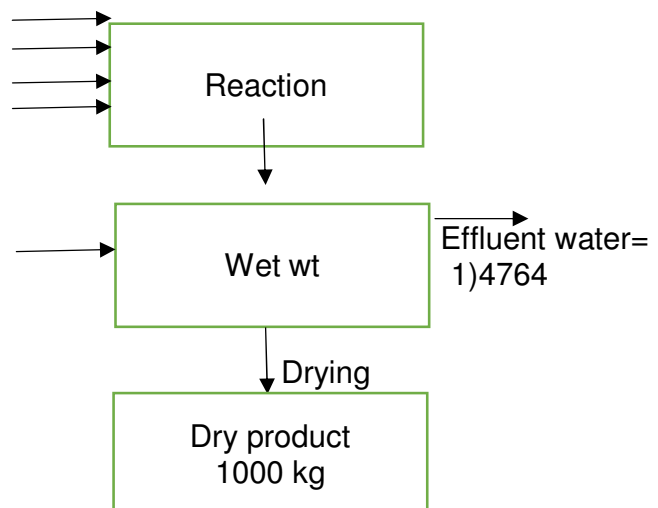 Reaction
Wet wt
Effluent water=
1)4764
Drying
Dry product
1000 kg